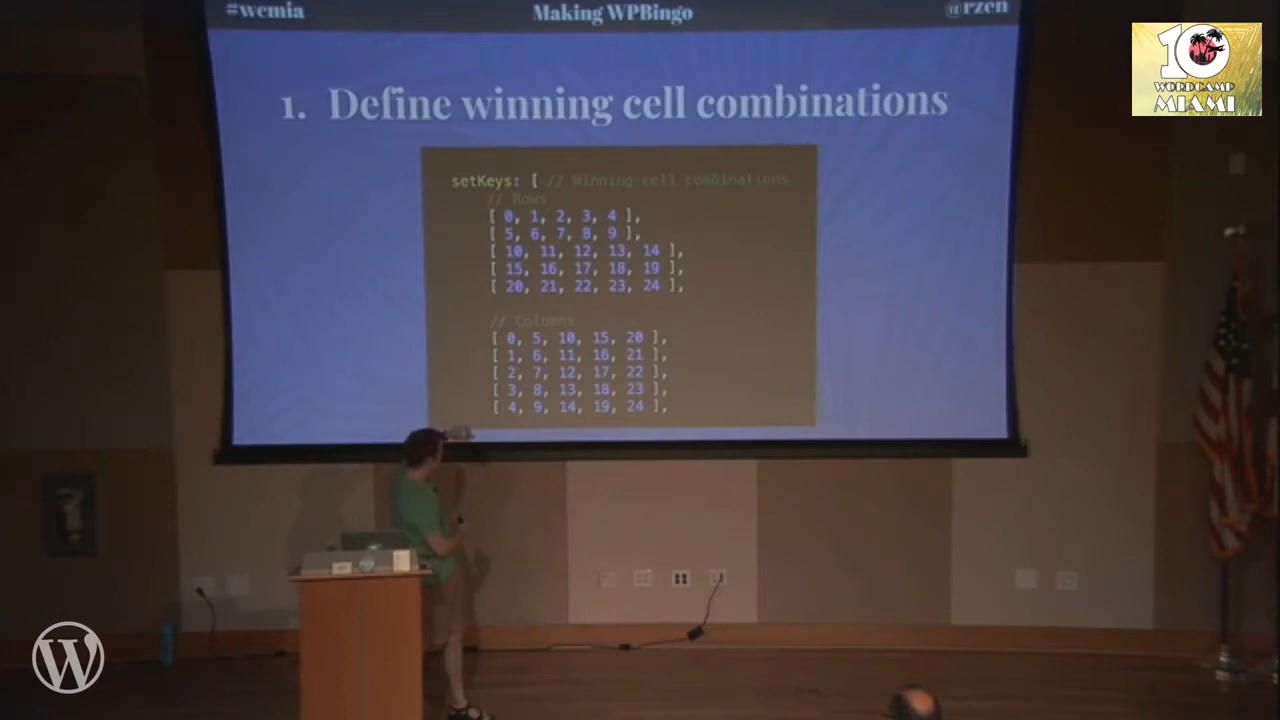 #wcmia
Making WPBingo
@rzen
10
WORDCAMP
MIAMI
1. Define winning cell combinations
setKeys: [ // Winning cell combinations
// Rows
[ 0, 1, 2, 3, 4 ],
[ 5, 6, 7, 8, 9 ],
[ 10, 11, 12, 13, 14 ],
[ 15, 16, 17, 18, 19 ],
[ 20, 21, 22, 23, 24 ],
// Columns
[ 0, 5, 10, 15, 20 ],
[ 1, 6, 11, 16, 21 ],
[ 2, 7, 12, 17, 22 ],
[ 3, 8, 13, 18, 23 ],
[ 4, 9, 14, 19, 24 ],
W